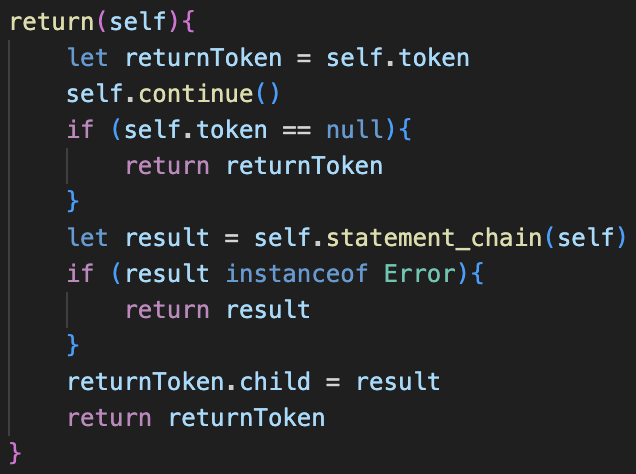 return(self){
    let returnToken = self.token
    self.continue()
    if (self.token == null){
        return returnToken
    }
    let result = self.statement_chain(self)
    if (result instanceof Error){
        return result
    }
    returnToken.child = result
    return returnToken
}